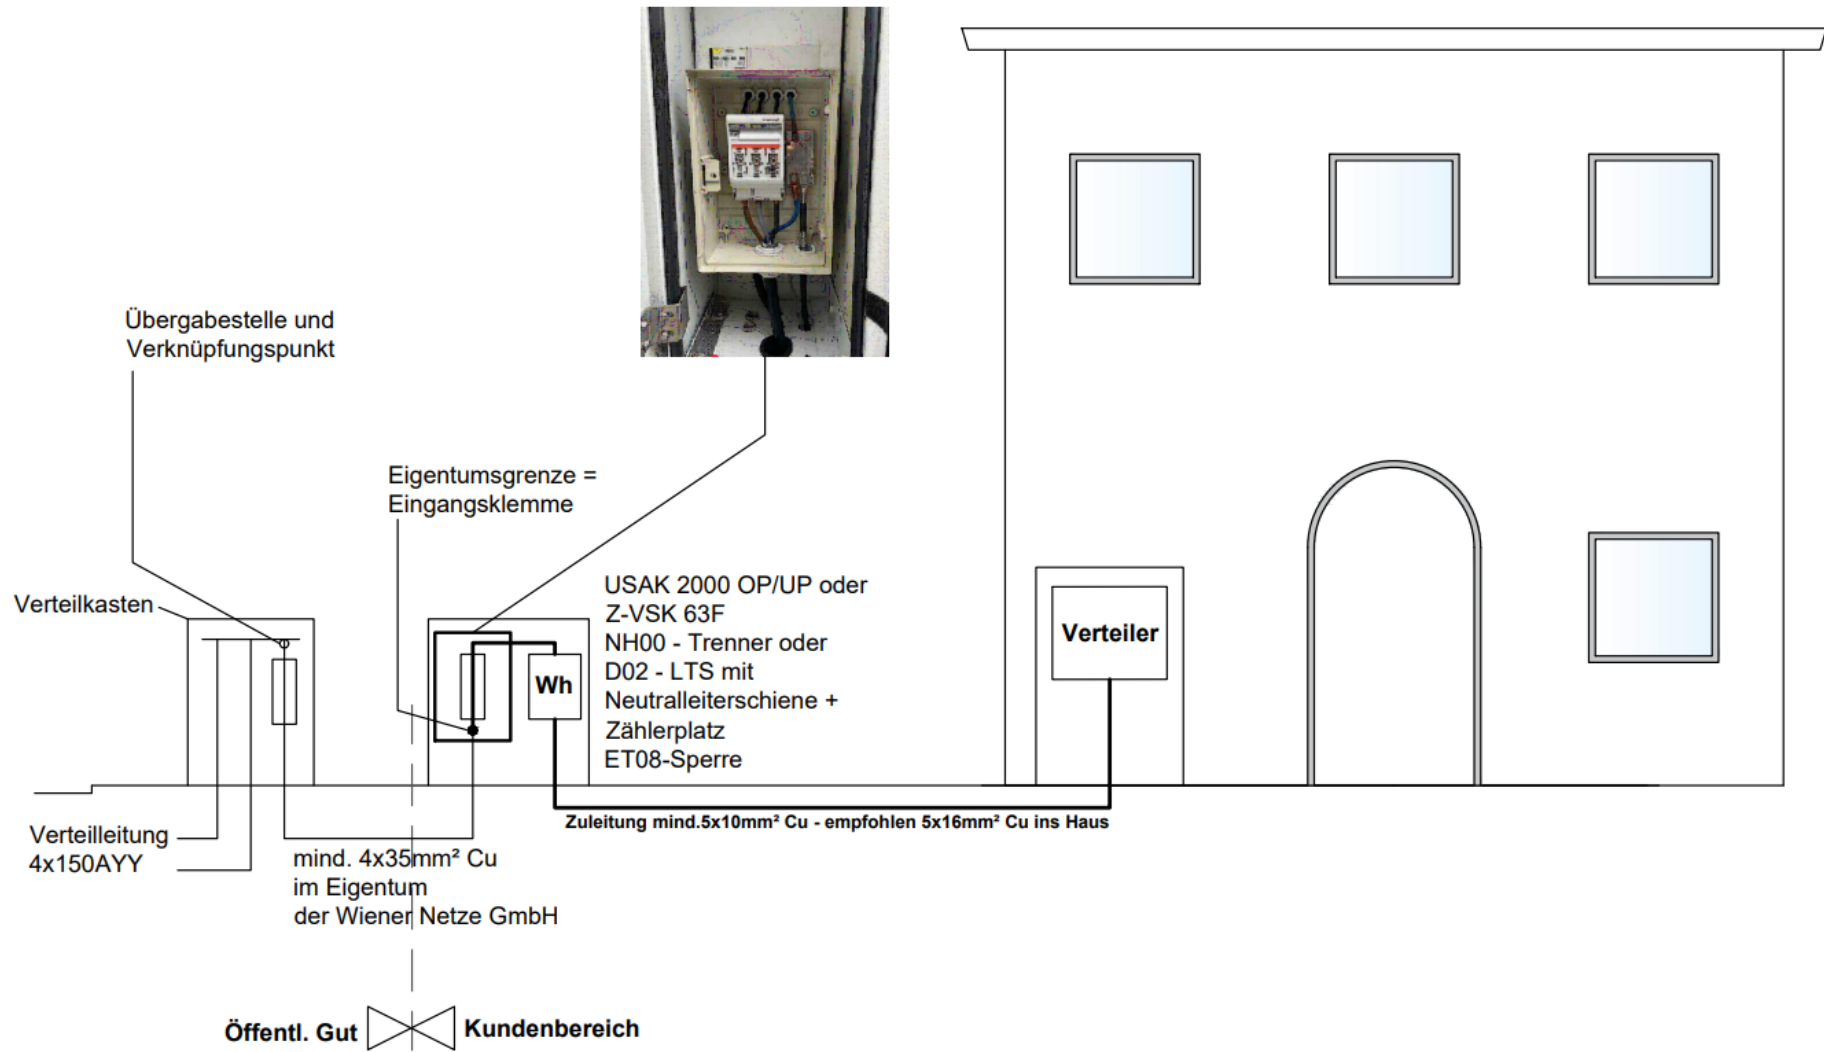 Übergabestelle und
Verknüpfungspunkt
Eigentumsgrenze =
Eingangsklemme
Verteilkasten
USAK 2000 OP/UP oder
Z-VSK 63F
NH00 - Trenner oder
D02 - LTS mit
Neutralleiterschiene +
Zählerplatz
ET08-Sperre
Wh
Verteiler
Zuleitung mind.5x10mm² Cu - empfohlen 5x16mm² Cu ins Haus
Verteilleitung
4x150AYY
mind. 4x35mm² Cu
im Eigentum
der Wiener Netze GmbH
Öffentl. Gut
Kundenbereich